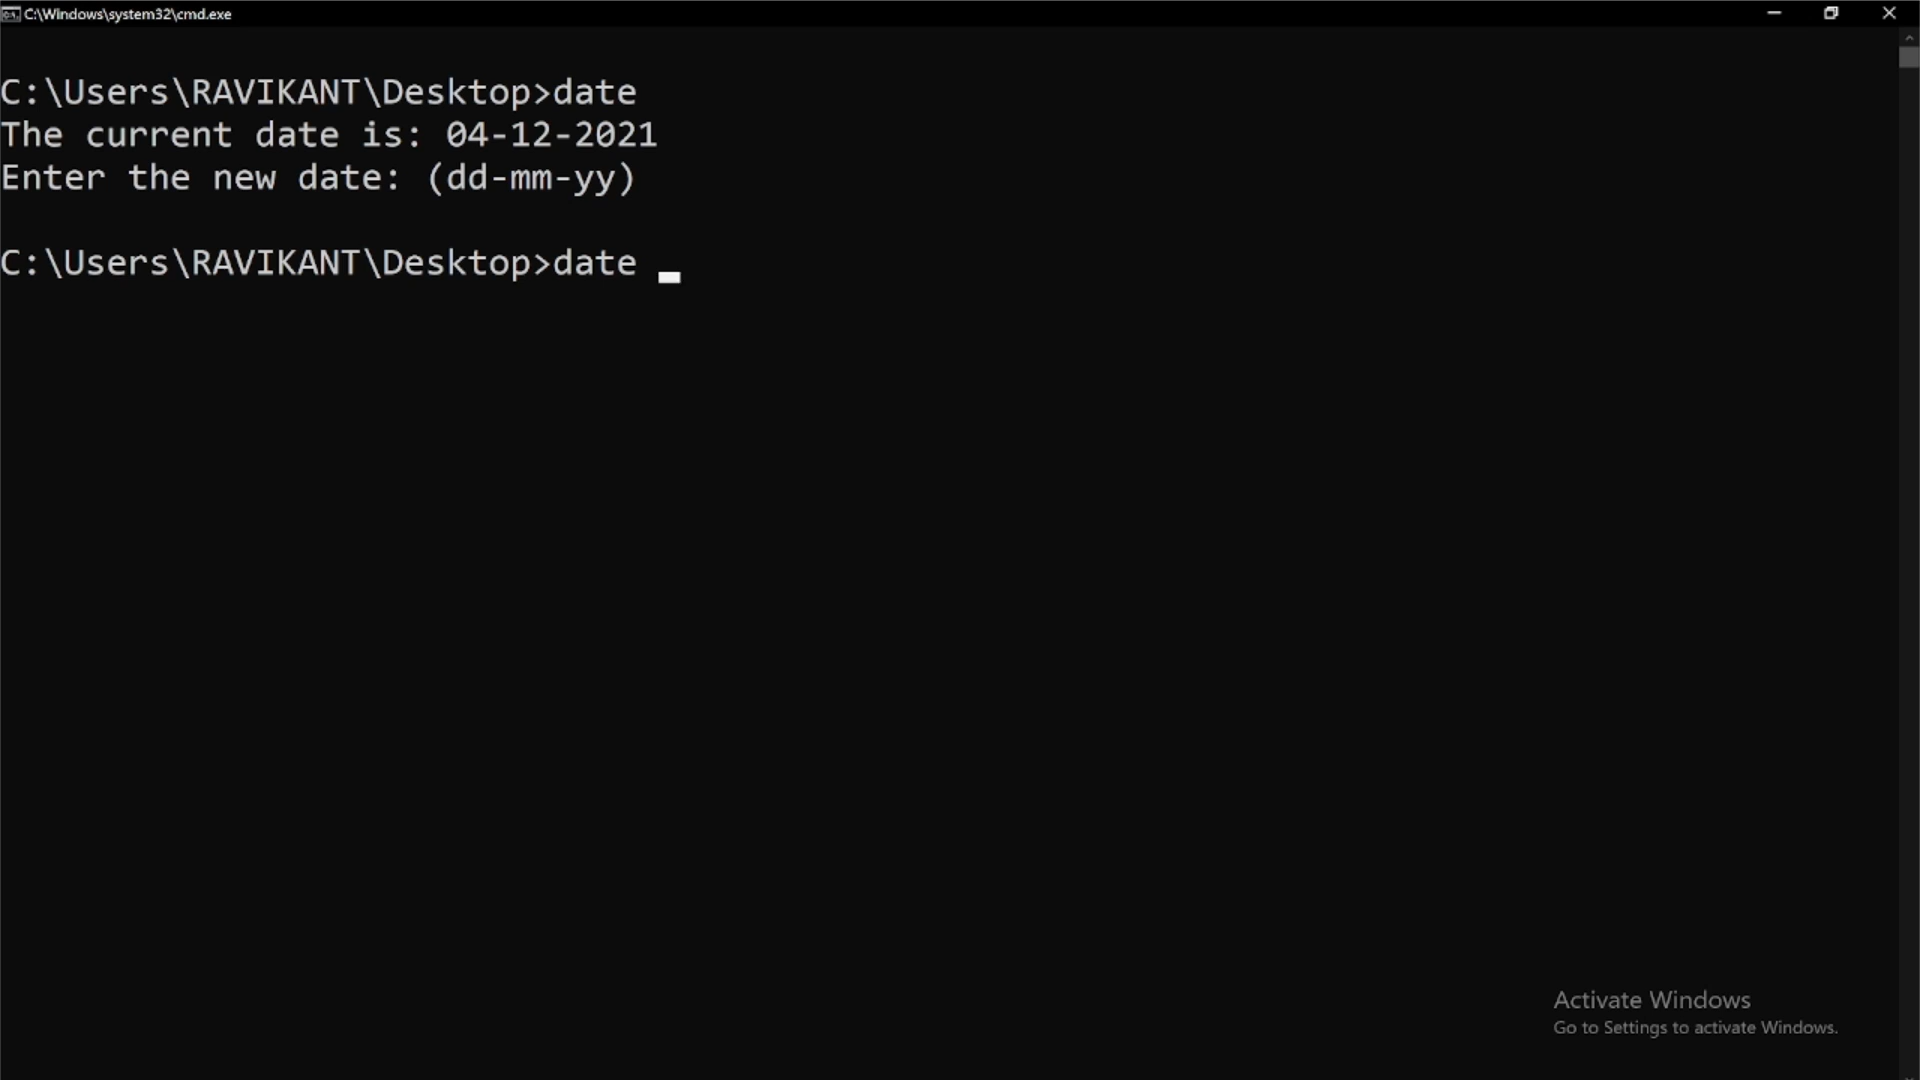 C:\Windows\system32\cmd.exe
C:\Users\RAVIKANT\Desktop>date
The current date is: 04-12-2021
Enter the new date: (dd-mm-yy)
C:\Users\RAVIKANT\Desktop>date
Activate Windows
Go to Settings to activate Windows.